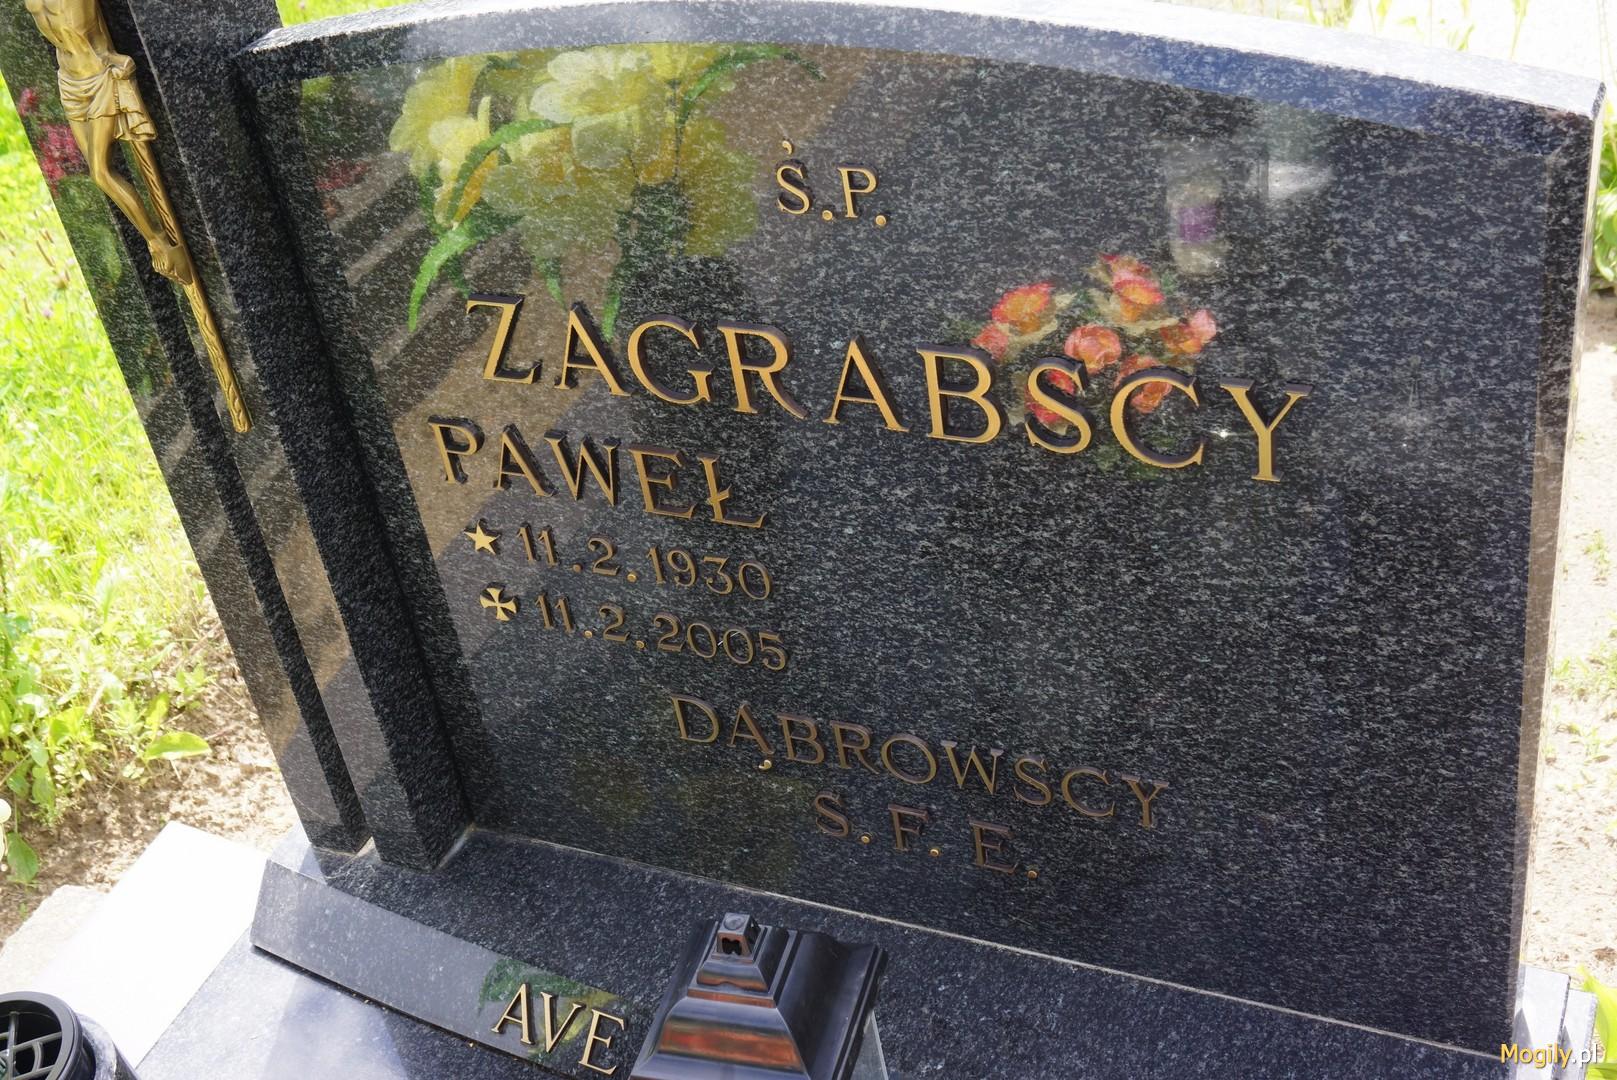 Ś.P.
ZAGRABSCY
PAWEŁ
★ 11.2.1930
✠ 11.2.2005
DĄBROWSCY
S.F.E.
AVE
Mogily.pl